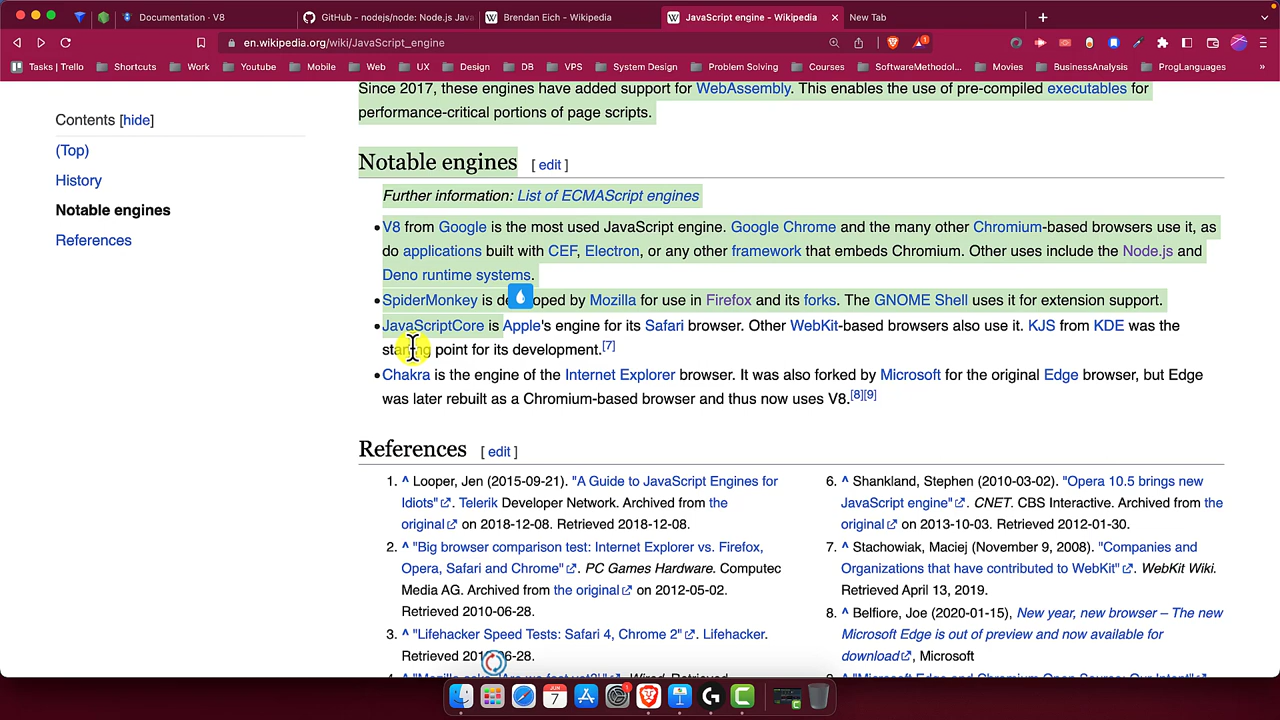 Documentation · V8
GitHub - nodejs/node: Node.js Java
Brendan Eich - Wikipedia
JavaScript engine - Wikipedia
New Tab
en.wikipedia.org/wiki/JavaScript_engine
1
Tasks | Trello
Shortcuts
Work
Youtube
Mobile
Web
UX
Design
DB
VPS
System Design
Problem Solving
Courses
SoftwareMethodol...
Movies
BusinessAnalysis
ProgLanguages
»
Contents [hide]
(Top)
History
Notable engines
References
Since 2017, these engines have added support for WebAssembly. This enables the use of pre-compiled executables for
performance-critical portions of page scripts.
Notable engines [ edit ]
Further information: List of ECMAScript engines
• V8 from Google is the most used JavaScript engine. Google Chrome and the many other Chromium-based browsers use it, as
do applications built with CEF, Electron, or any other framework that embeds Chromium. Other uses include the Node.js and
Deno runtime systems.
• SpiderMonkey is developed by Mozilla for use in Firefox and its forks. The GNOME Shell uses it for extension support.
• JavaScriptCore is Apple's engine for its Safari browser. Other WebKit-based browsers also use it. KJS from KDE was the
starting point for its development.[7]
• Chakra is the engine of the Internet Explorer browser. It was also forked by Microsoft for the original Edge browser, but Edge
was later rebuilt as a Chromium-based browser and thus now uses V8.[8][9]
References [ edit ]
1. ^ Looper, Jen (2015-09-21). "A Guide to JavaScript Engines for
Idiots". Telerik Developer Network. Archived from the
original on 2018-12-08. Retrieved 2018-12-08.
2. ^ "Big browser comparison test: Internet Explorer vs. Firefox,
Opera, Safari and Chrome". PC Games Hardware. Computec
Media AG. Archived from the original on 2012-05-02.
Retrieved 2010-06-28.
3. ^ "Lifehacker Speed Tests: Safari 4, Chrome 2". Lifehacker.
6. ^ Shankland, Stephen (2010-03-02). "Opera 10.5 brings new
JavaScript engine". CNET. CBS Interactive. Archived from the
original on 2013-10-03. Retrieved 2012-01-30.
7. ^ Stachowiak, Maciej (November 9, 2008). "Companies and
Organizations that have contributed to WebKit". WebKit Wiki.
Retrieved April 13, 2019.
8. ^ Belfiore, Joe (2020-01-15), New year, new browser – The new
Microsoft Edge is out of preview and now available for
download, Microsoft
JUN
7